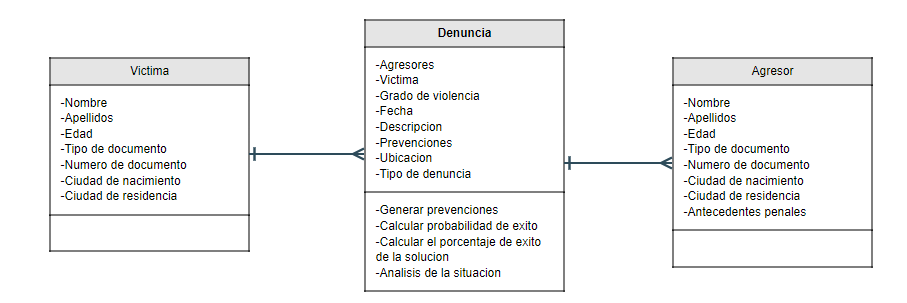 Victima
-Nombre
-Apellidos
-Edad
-Tipo de documento
-Numero de documento
-Ciudad de nacimiento
-Ciudad de residencia
Denuncia
-Agresores
-Victima
-Grado de violencia
-Fecha
-Descripcion
-Prevenciones
-Ubicacion
-Tipo de denuncia
-Generar prevenciones
-Calcular probabilidad de exito
-Calcular el porcentaje de exito
de la solucion
-Analisis de la situacion
Agresor
-Nombre
-Apellidos
-Edad
-Tipo de documento
-Numero de documento
-Ciudad de nacimiento
-Ciudad de residencia
-Antecedentes penales